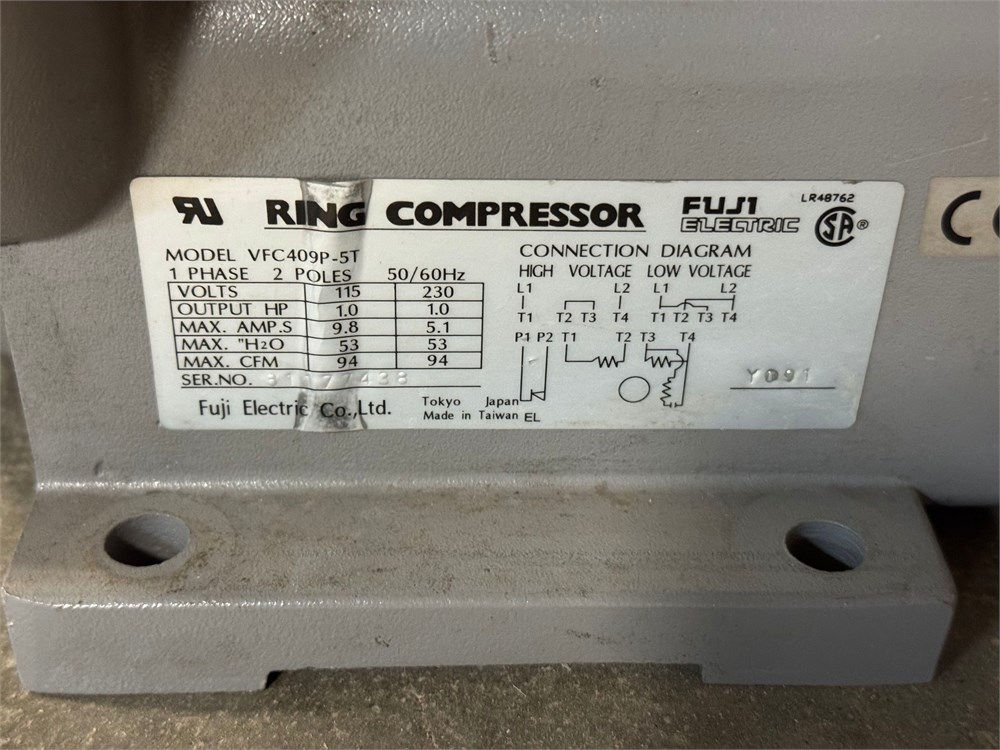 RU RING COMPRESSOR FUJI ELECTRIC LR48762 SA ®
MODEL VFC409P-5T
1 PHASE 2 POLES 50/60Hz
VOLTS 115 230
OUTPUT HP 1.0 1.0
MAX. AMP.S 9.8 5.1
MAX. "H2O 53 53
MAX. CFM 94 94
SER.NO.
Fuji Electric Co.,Ltd.
Tokyo Japan
Made in Taiwan
CONNECTION DIAGRAM
HIGH VOLTAGE LOW VOLTAGE
L1 L2 L1 L2
T1 T2 T3 T4 T1 T2 T3 T4
P1 P2 T1 T2 T3 T4
EL
Y091
C